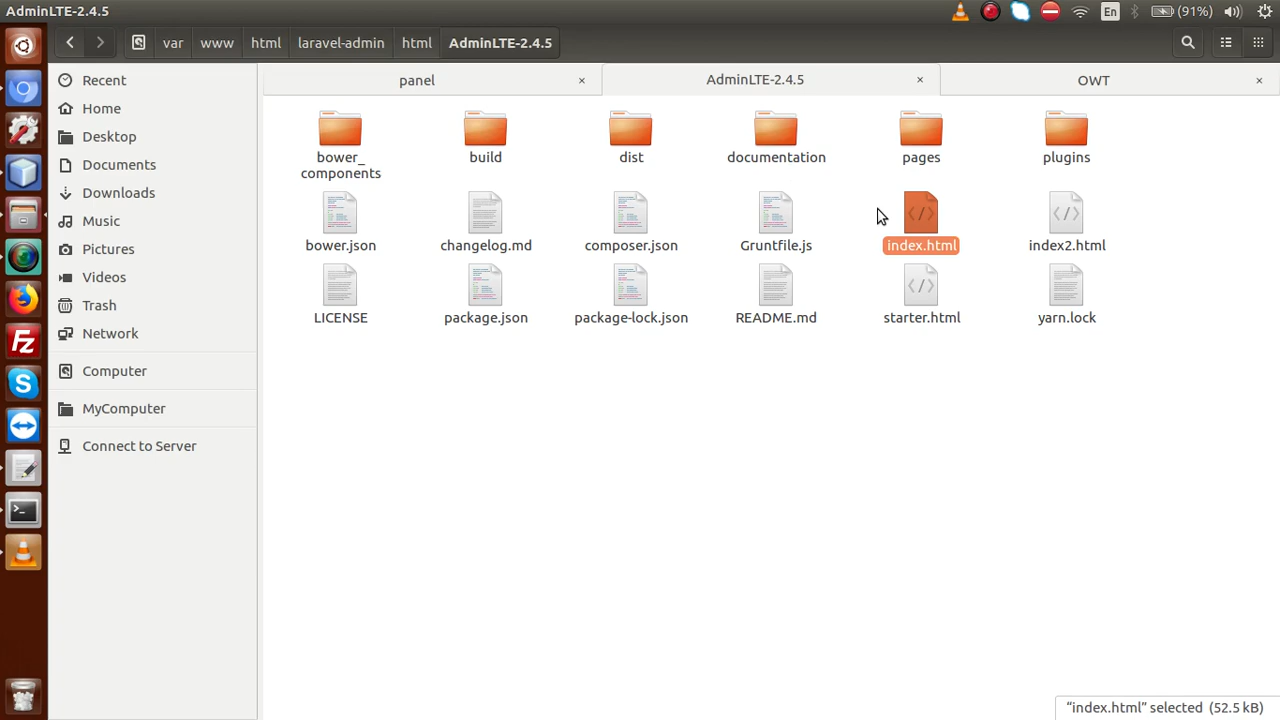 AdminLTE-2.4.5
En
(91%)
var
www
html
laravel-admin
html
AdminLTE-2.4.5
panel
AdminLTE-2.4.5
OWT
Recent
Home
Desktop
Documents
Downloads
Music
Pictures
Videos
Trash
Network
Computer
MyComputer
Connect to Server
bower_
components
build
dist
documentation
pages
plugins
bower.json
changelog.md
composer.json
Gruntfile.js
index.html
index2.html
LICENSE
package.json
package-lock.json
README.md
starter.html
yarn.lock
“index.html” selected (52.5 kB)